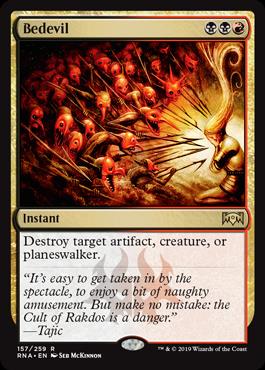 Bedevil
Instant
Destroy target artifact, creature, or
planeswalker.
“It’s easy to get taken in by the
spectacle, to enjoy a bit of naughty
amusement. But make no mistake: the
Cult of Rakdos is a danger.”
—Tajic
157/259 R
RNA • EN Seb McKinnon
™ & © 2019 Wizards of the Coast